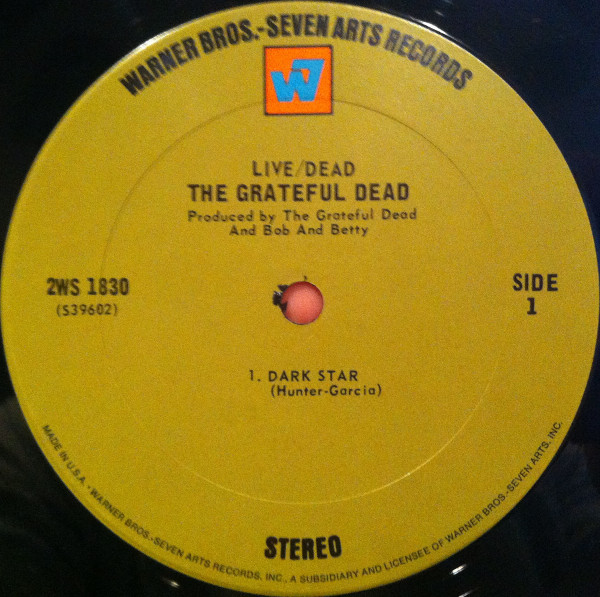 WARNER BROS.-SEVEN ARTS RECORDS
W7
LIVE/DEAD
THE GRATEFUL DEAD
Produced by The Grateful Dead
And Bob And Betty
2WS 1830
(S39602)
SIDE
1
1. DARK STAR
(Hunter-Garcia)
STEREO
MADE IN U.S.A. • WARNER BROS.-SEVEN ARTS RECORDS, INC., A SUBSIDIARY AND LICENSEE OF WARNER BROS.-SEVEN ARTS, INC.